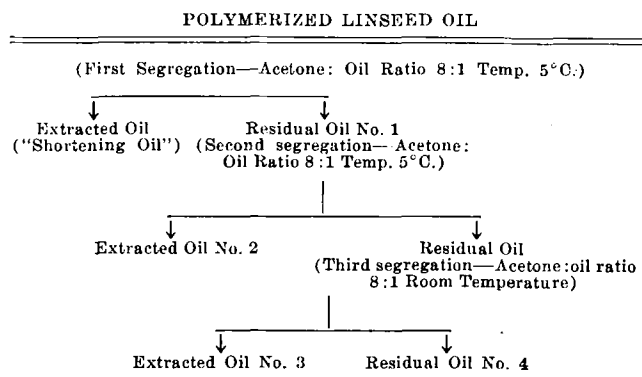 POLYMERIZED LINSEED OIL
(First Segregation—Acetone: Oil Ratio 8:1 Temp. 5°C.)
Extracted Oil
("Shortening Oil")
Residual Oil No. 1
(Second segregation—Acetone:
Oil Ratio 8:1 Temp. 5°C.)
Extracted Oil No. 2
Residual Oil
(Third segregation—Acetone:oil ratio
8:1 Room Temperature)
Extracted Oil No. 3
Residual Oil No. 4